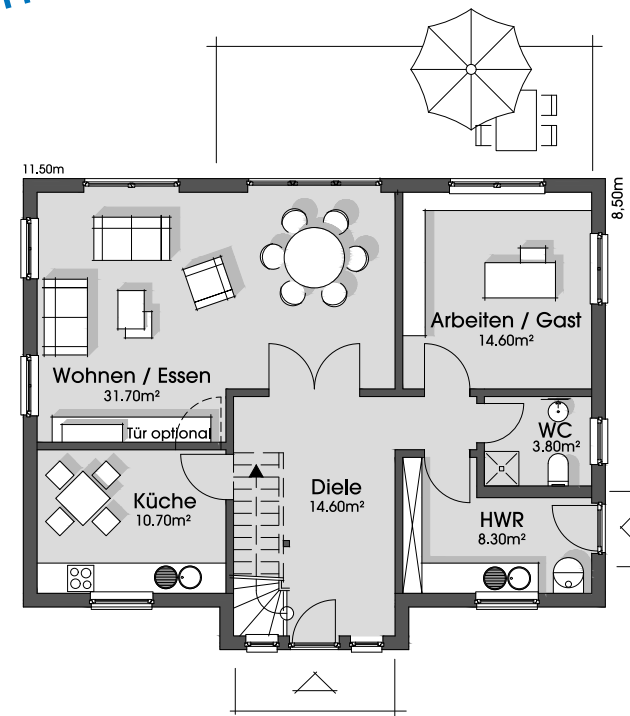 11.50m
8,50m
Arbeiten / Gast
14.60m²
Wohnen / Essen
31.70m²
Tür optional
WC
3.80m²
Küche
10.70m²
Diele
14.60m²
HWR
8.30m²